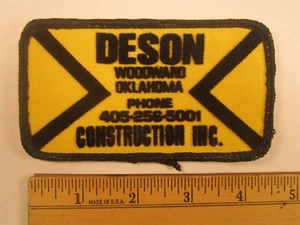 DESON
WOODWARD
OKLAHOMA
PHONE
405-256-5001
CONSTRUCTION INC.
1 2 3 4 5
MADE IN U.S.A.